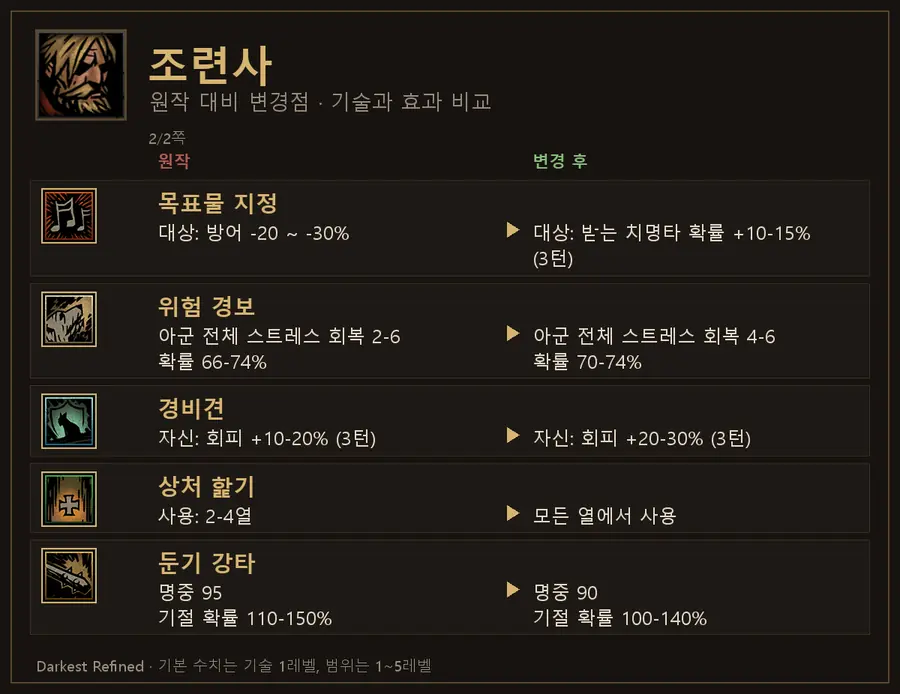 조련사
원작 대비 변경점 · 기술과 효과 비교
2/2쪽
원작
변경 후
목표물 지정
대상: 방어 -20 ~ -30%
대상: 받는 치명타 확률 +10-15%
(3턴)
위험 경보
아군 전체 스트레스 회복 2-6
확률 66-74%
아군 전체 스트레스 회복 4-6
확률 70-74%
경비견
자신: 회피 +10-20% (3턴)
자신: 회피 +20-30% (3턴)
상처 핥기
사용: 2-4열
모든 열에서 사용
둔기 강타
명중 95
기절 확률 110-150%
명중 90
기절 확률 100-140%
Darkest Refined · 기본 수치는 기술 1레벨, 범위는 1~5레벨